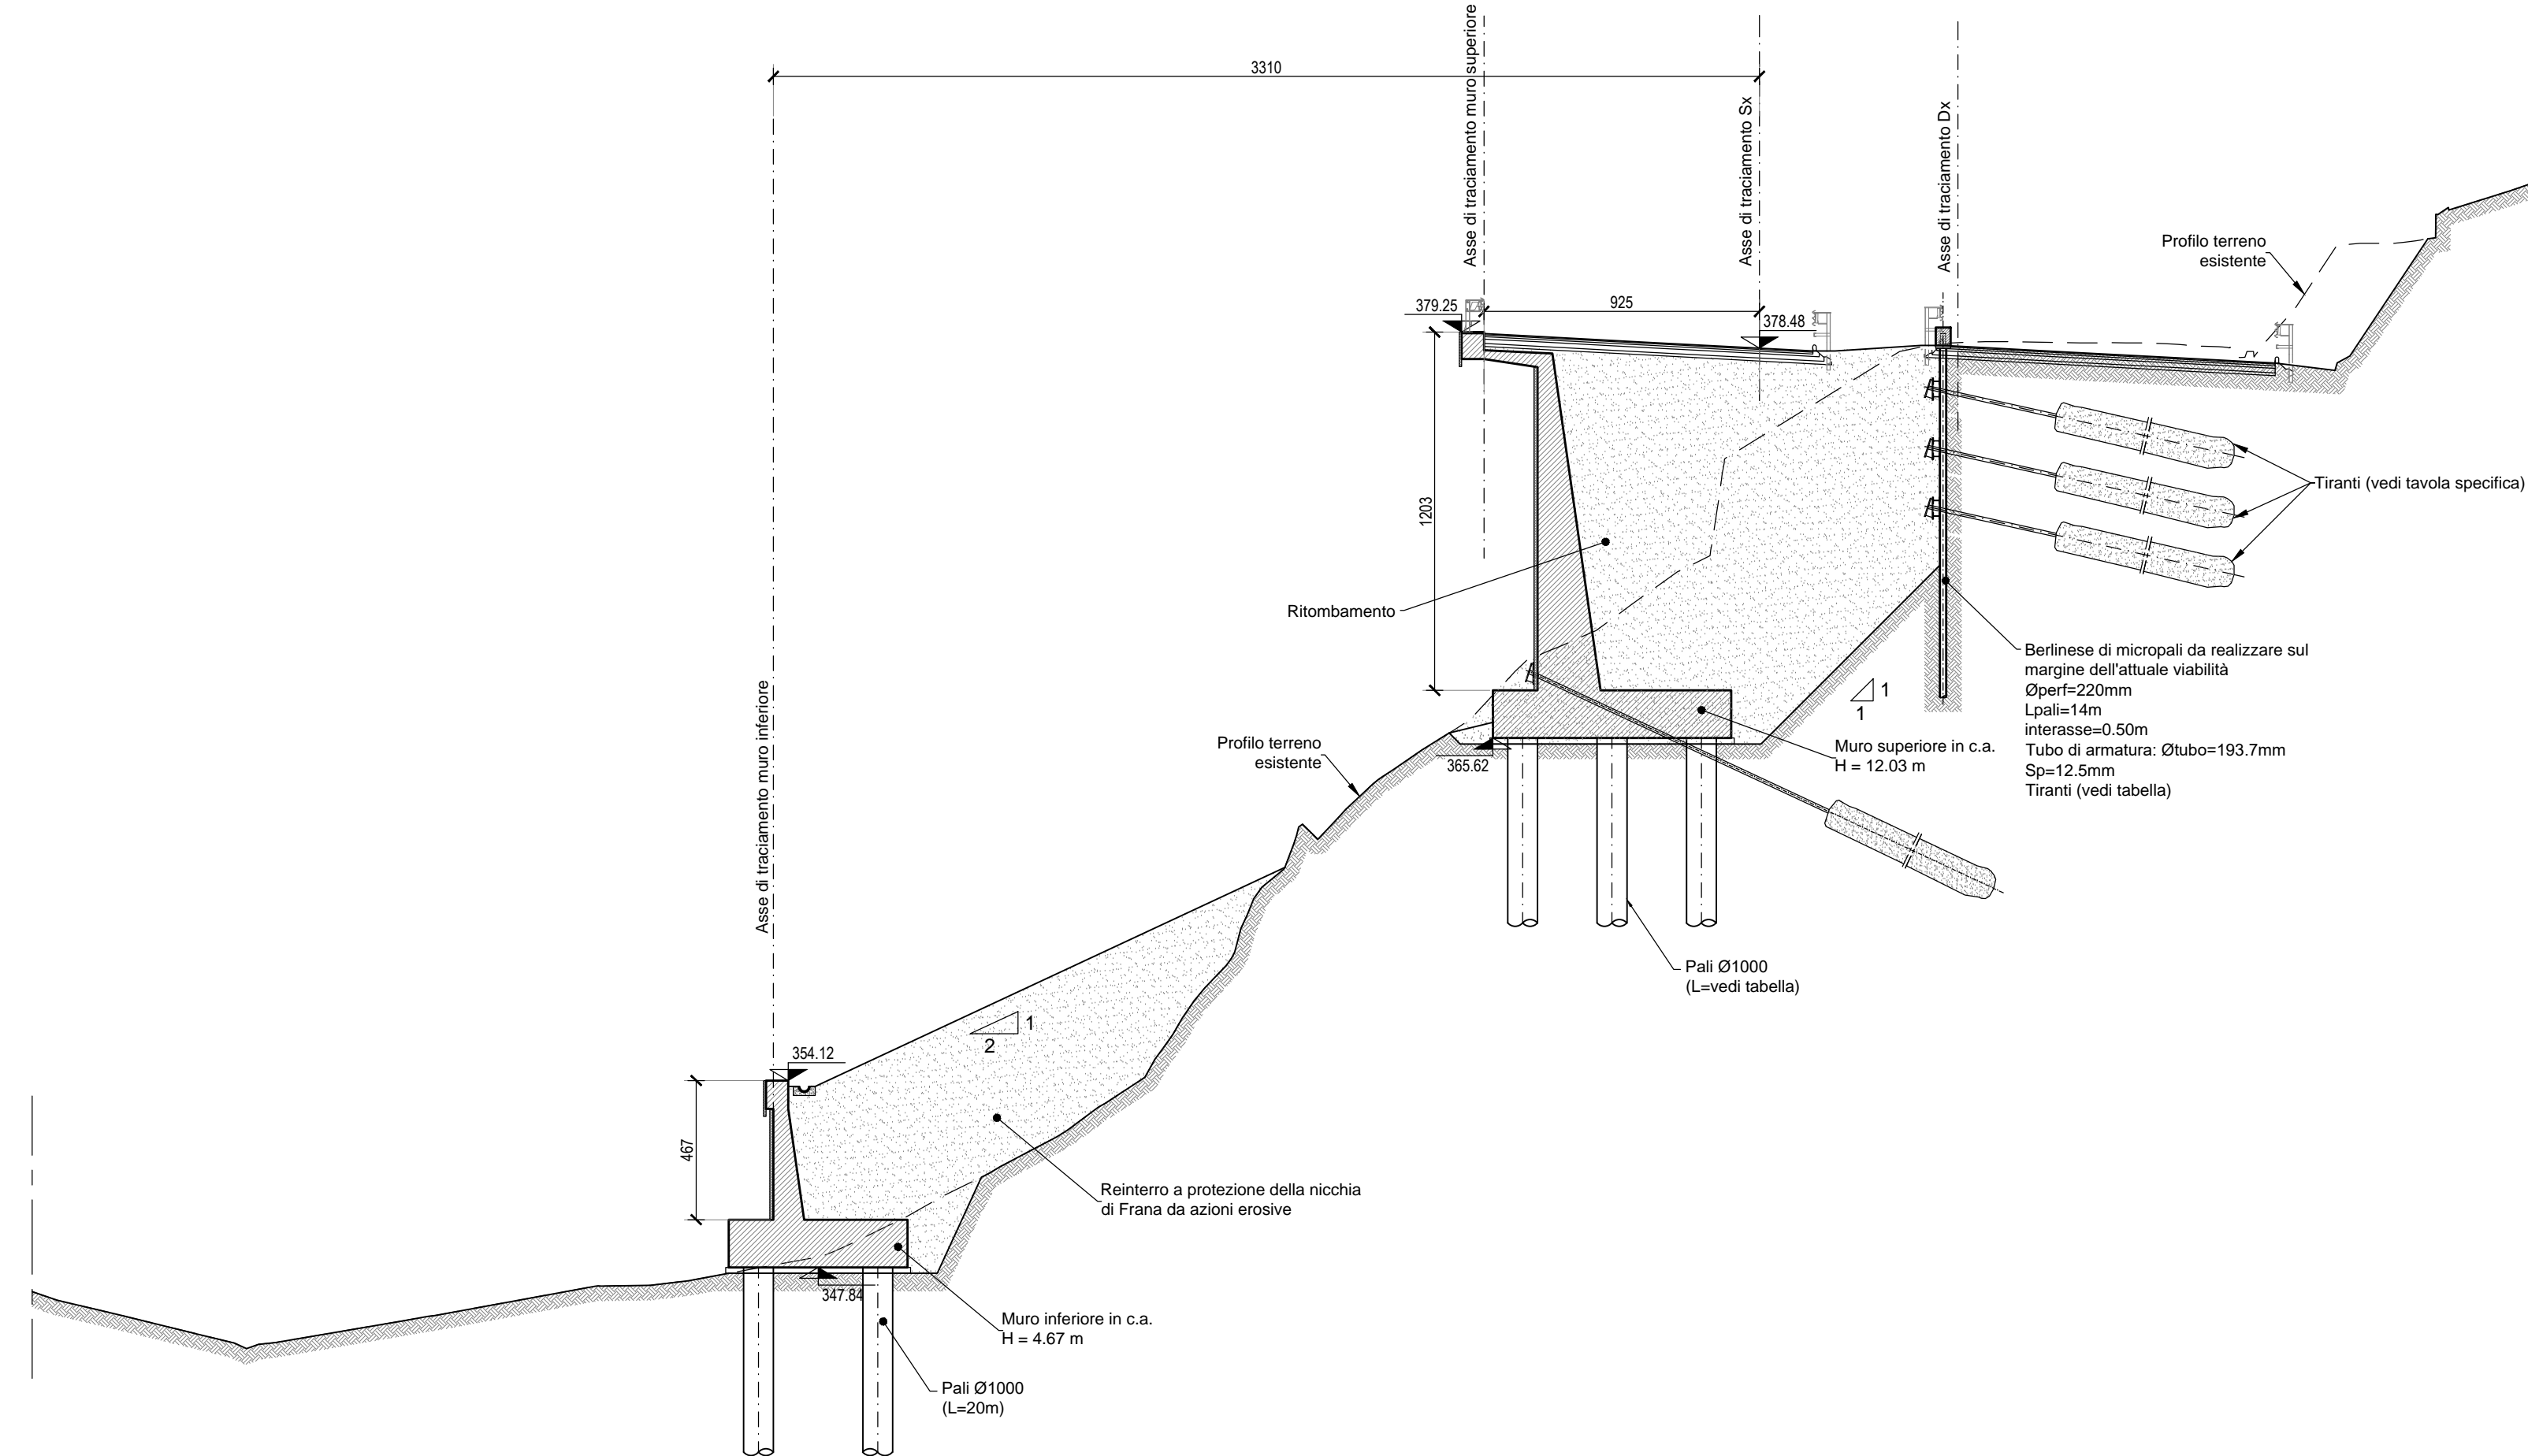 3310
Asse di traciamento muro superiore
Asse di traciamento Sx
Asse di traciamento Dx
Profilo terreno
esistente
379.25
925
378.48
1203
Tiranti (vedi tavola specifica)
Ritombamento
Berlinese di micropali da realizzare sul
margine dell'attuale viabilità
Øperf=220mm
Lpali=14m
interasse=0.50m
Tubo di armatura: Øtubo=193.7mm
Sp=12.5mm
Tiranti (vedi tabella)
1
1
Asse di traciamento muro inferiore
Profilo terreno
esistente
365.62
Muro superiore in c.a.
H = 12.03 m
Pali Ø1000
(L=vedi tabella)
1
2
354.12
467
Reinterro a protezione della nicchia
di Frana da azioni erosive
347.84
Muro inferiore in c.a.
H = 4.67 m
Pali Ø1000
(L=20m)